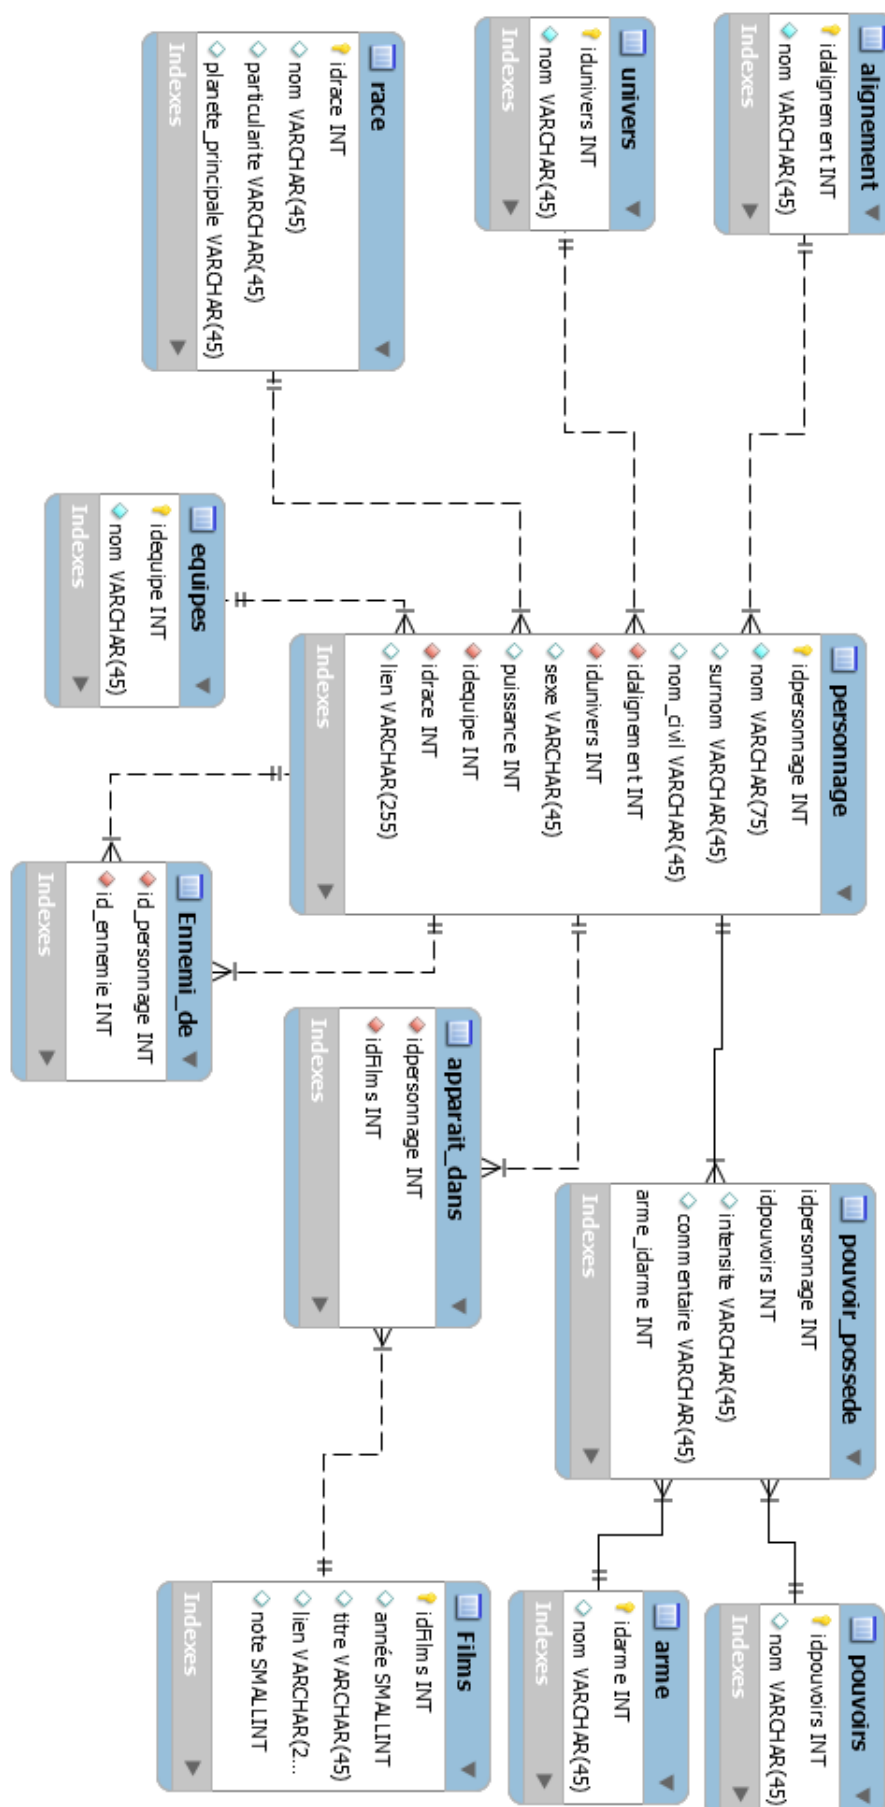 alignement
idalignement INT
nom VARCHAR(45)
Indexes
univers
idunivers INT
nom VARCHAR(45)
Indexes
race
idrace INT
nom VARCHAR(45)
particularite VARCHAR(45)
planete_principale VARCHAR(45)
Indexes
equipes
idequipe INT
nom VARCHAR(45)
Indexes
personnage
idpersonnage INT
nom VARCHAR(75)
surnom VARCHAR(45)
nom_civil VARCHAR(45)
idalignement INT
idunivers INT
sexe VARCHAR(45)
puissance INT
idequipe INT
idrace INT
lien VARCHAR(255)
Indexes
Ennemi_de
id_personnage INT
id_ennemie INT
Indexes
apparait_dans
idpersonnage INT
idFilms INT
Indexes
pouvoir_possede
idpersonnage INT
idpouvoirs INT
intensite VARCHAR(45)
commentaire VARCHAR(45)
arme_idarme INT
Indexes
pouvoirs
idpouvoirs INT
nom VARCHAR(45)
Indexes
arme
idarme INT
nom VARCHAR(45)
Indexes
Films
idFilms INT
année SMALLINT
titre VARCHAR(45)
lien VARCHAR(2...
note SMALLINT
Indexes